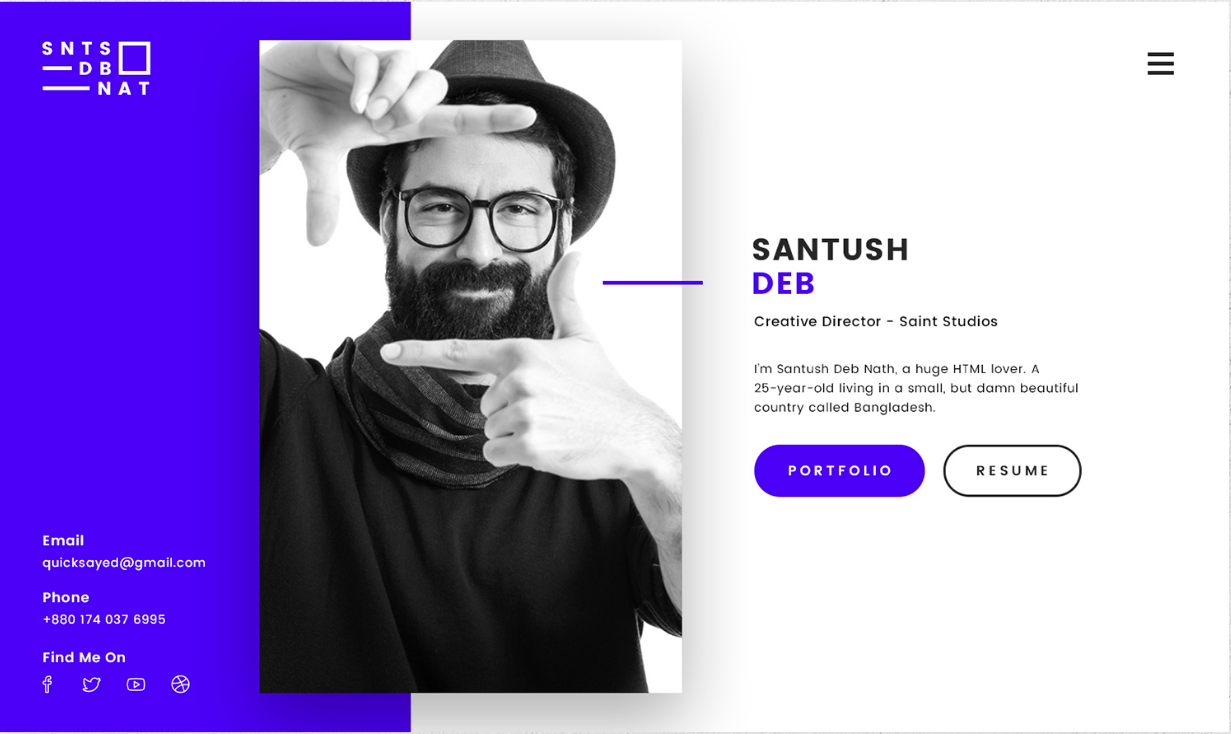 SNTS
DB
NAT
SANTUSH
DEB
Creative Director - Saint Studios
I'm Santush Deb Nath, a huge HTML lover. A
25-year-old living in a small, but damn beautiful
country called Bangladesh.
PORTFOLIO
RESUME
Email
quicksayed@gmail.com
Phone
+880 174 037 6995
Find Me On